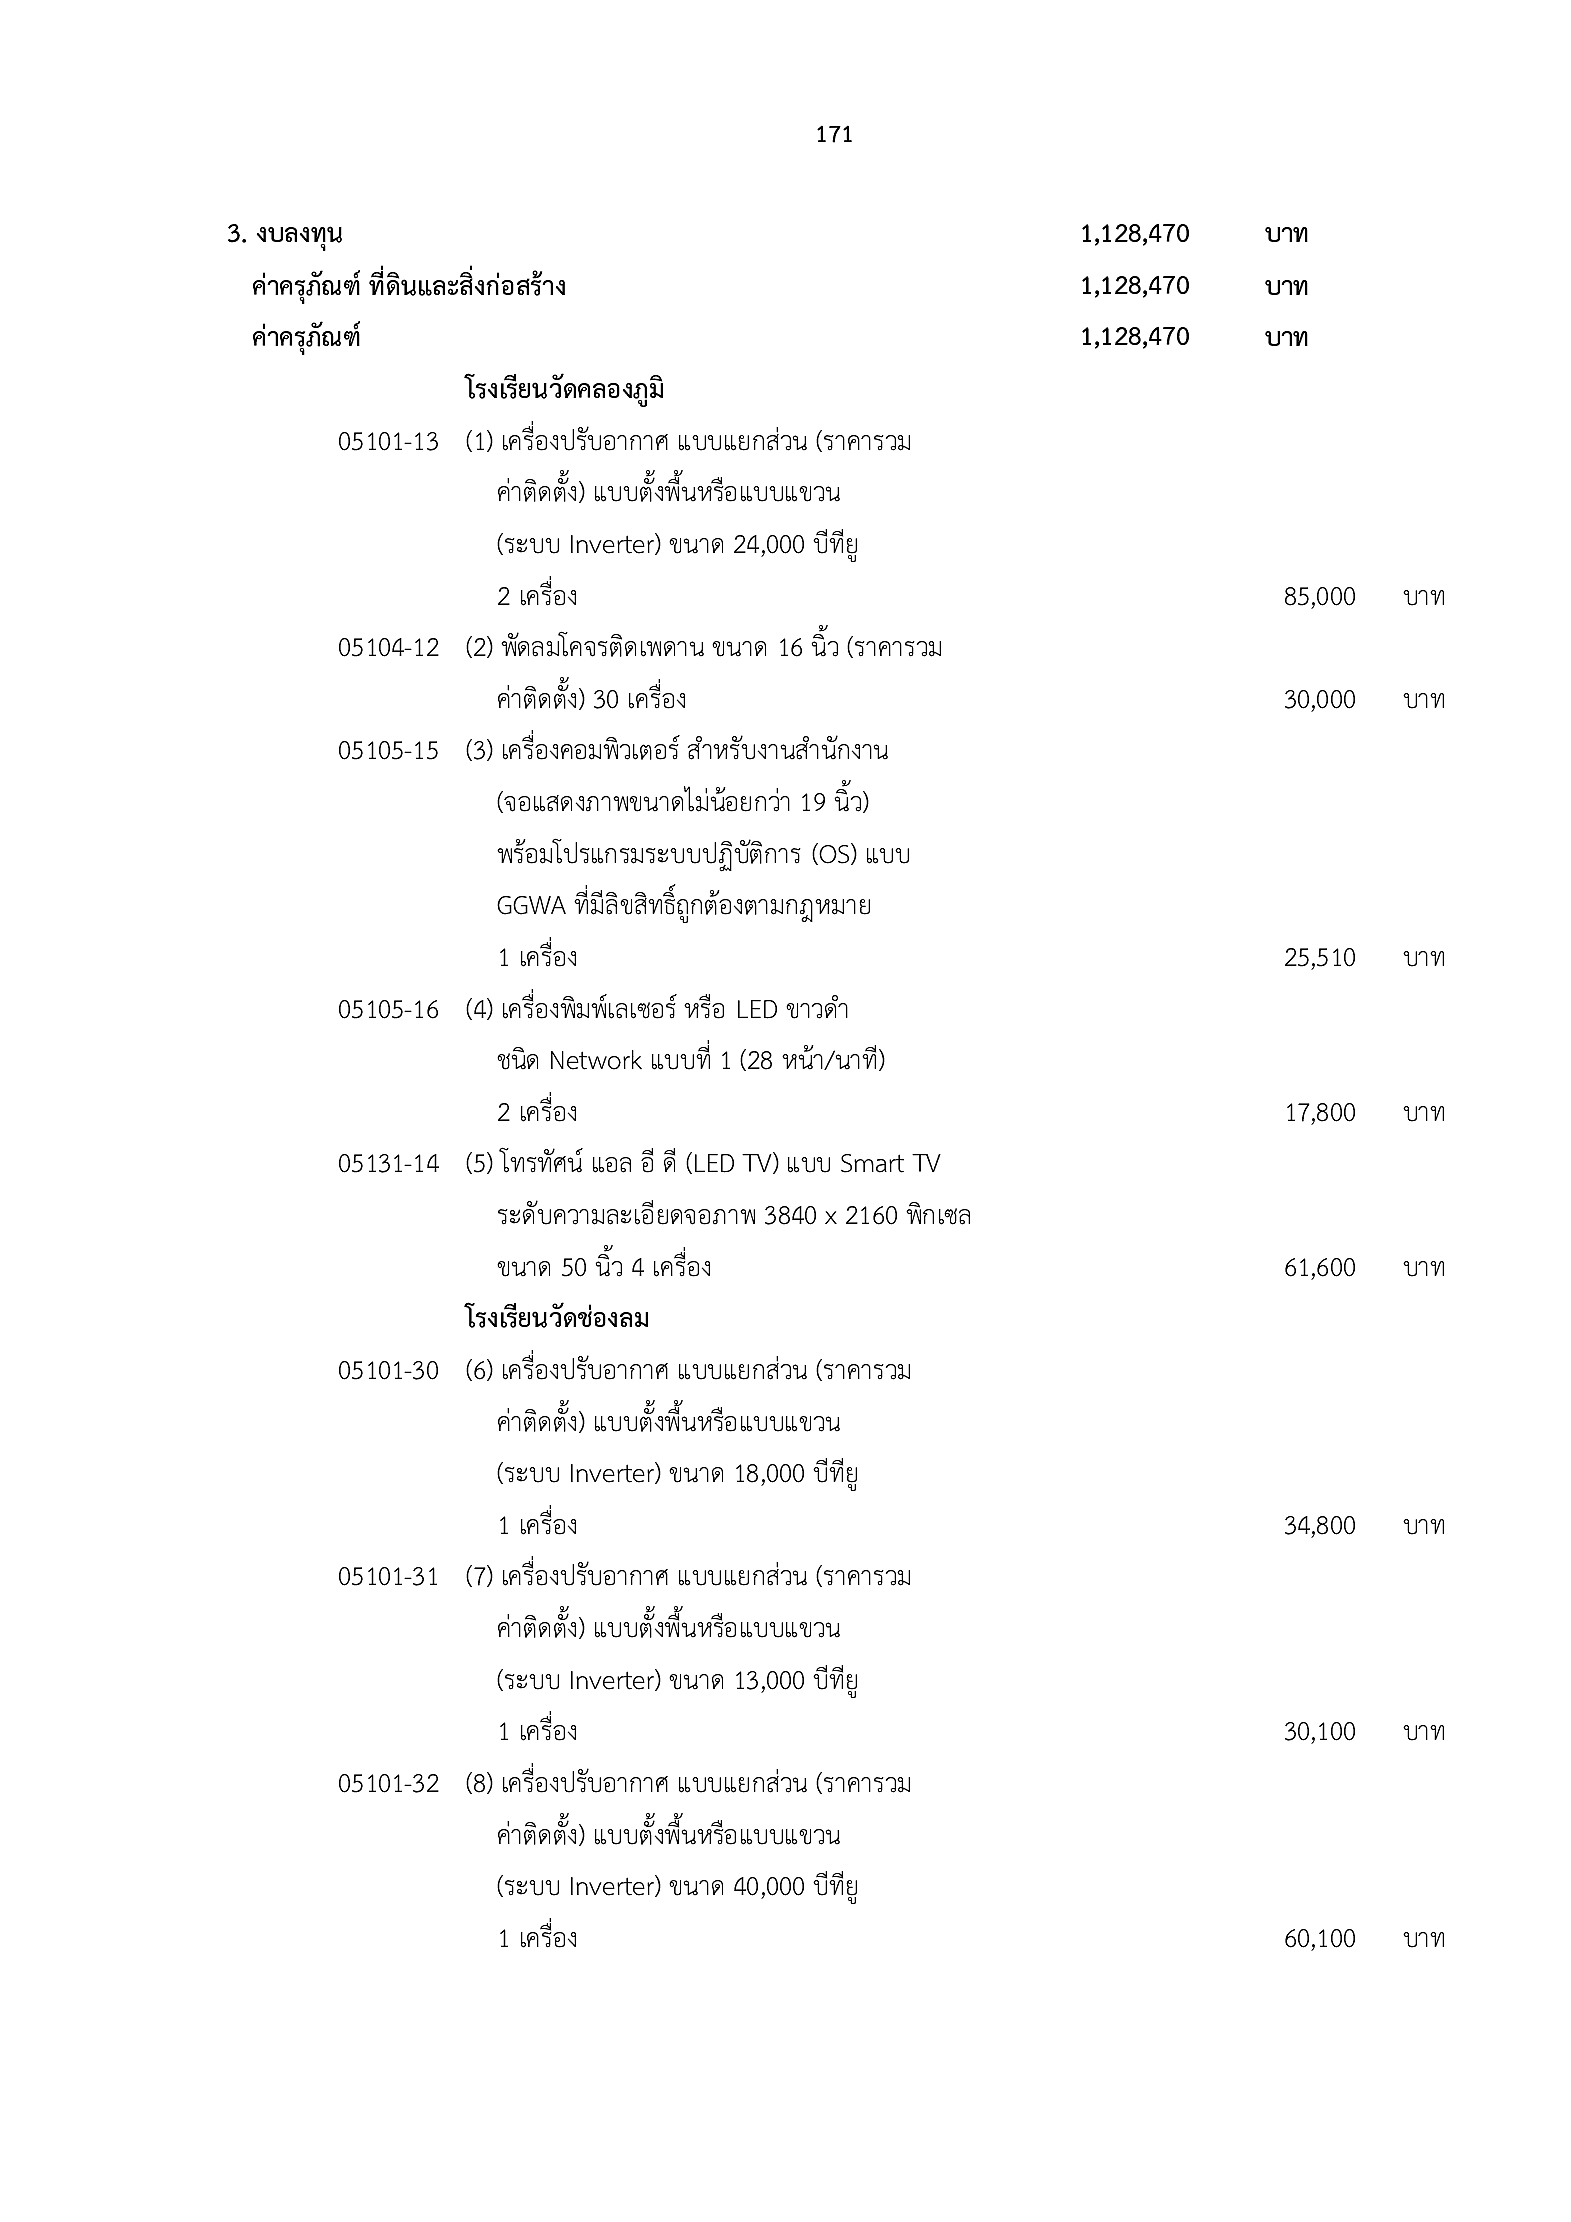 171
3. งบลงทุน 1,128,470 บาท
ค่าครุภัณฑ์ ที่ดินและสิ่งก่อสร้าง 1,128,470 บาท
ค่าครุภัณฑ์ 1,128,470 บาท
โรงเรียนวัดคลองภูมิ
05101-13 (1) เครื่องปรับอากาศ แบบแยกส่วน (ราคารวม
ค่าติดตั้ง) แบบตั้งพื้นหรือแบบแขวน
(ระบบ Inverter) ขนาด 24,000 บีทียู
2 เครื่อง 85,000 บาท
05104-12 (2) พัดลมโคจรติดเพดาน ขนาด 16 นิ้ว (ราคารวม
ค่าติดตั้ง) 30 เครื่อง 30,000 บาท
05105-15 (3) เครื่องคอมพิวเตอร์ สำหรับงานสำนักงาน
(จอแสดงภาพขนาดไม่น้อยกว่า 19 นิ้ว)
พร้อมโปรแกรมระบบปฏิบัติการ (OS) แบบ
GGWA ที่มีลิขสิทธิ์ถูกต้องตามกฎหมาย
1 เครื่อง 25,510 บาท
05105-16 (4) เครื่องพิมพ์เลเซอร์ หรือ LED ขาวดำ
ชนิด Network แบบที่ 1 (28 หน้า/นาที)
2 เครื่อง 17,800 บาท
05131-14 (5) โทรทัศน์ แอล อี ดี (LED TV) แบบ Smart TV
ระดับความละเอียดจอภาพ 3840 x 2160 พิกเซล
ขนาด 50 นิ้ว 4 เครื่อง 61,600 บาท
โรงเรียนวัดช่องลม
05101-30 (6) เครื่องปรับอากาศ แบบแยกส่วน (ราคารวม
ค่าติดตั้ง) แบบตั้งพื้นหรือแบบแขวน
(ระบบ Inverter) ขนาด 18,000 บีทียู
1 เครื่อง 34,800 บาท
05101-31 (7) เครื่องปรับอากาศ แบบแยกส่วน (ราคารวม
ค่าติดตั้ง) แบบตั้งพื้นหรือแบบแขวน
(ระบบ Inverter) ขนาด 13,000 บีทียู
1 เครื่อง 30,100 บาท
05101-32 (8) เครื่องปรับอากาศ แบบแยกส่วน (ราคารวม
ค่าติดตั้ง) แบบตั้งพื้นหรือแบบแขวน
(ระบบ Inverter) ขนาด 40,000 บีทียู
1 เครื่อง 60,100 บาท